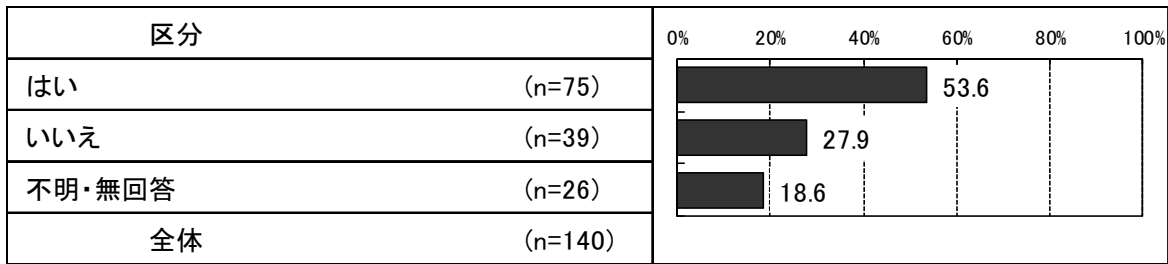 区分
0% 20% 40% 60% 80% 100%
はい (n=75) 53.6
いいえ (n=39) 27.9
不明・無回答 (n=26) 18.6
全体 (n=140)